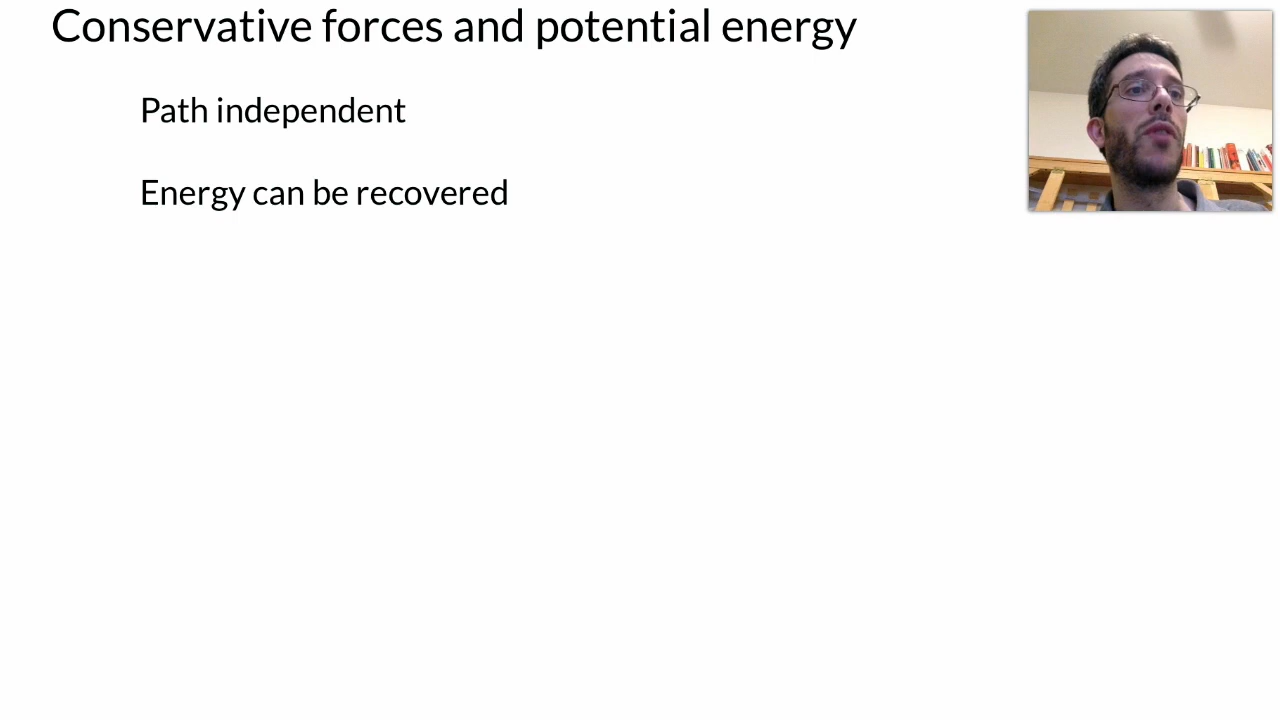 Conservative forces and potential energy
Path independent
Energy can be recovered